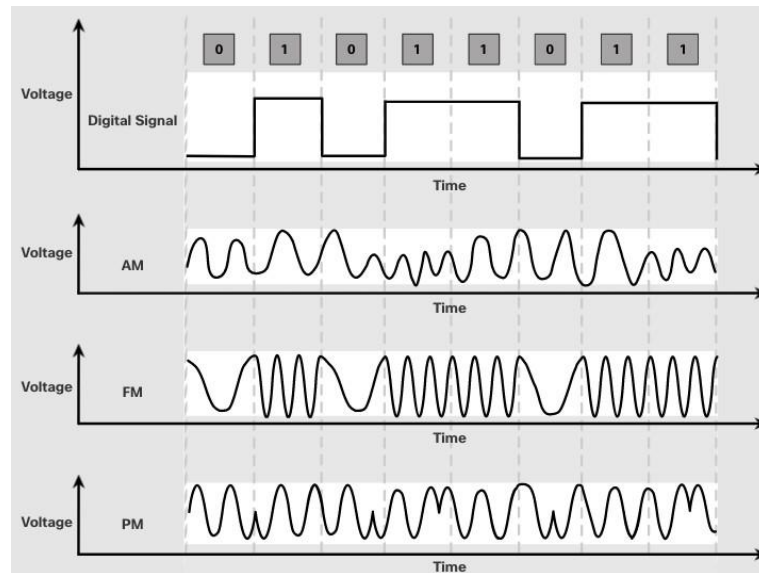 0 1 0 1 1 0 1 1
Voltage
Digital Signal
Time
Voltage
AM
Time
Voltage
FM
Time
Voltage
PM
Time